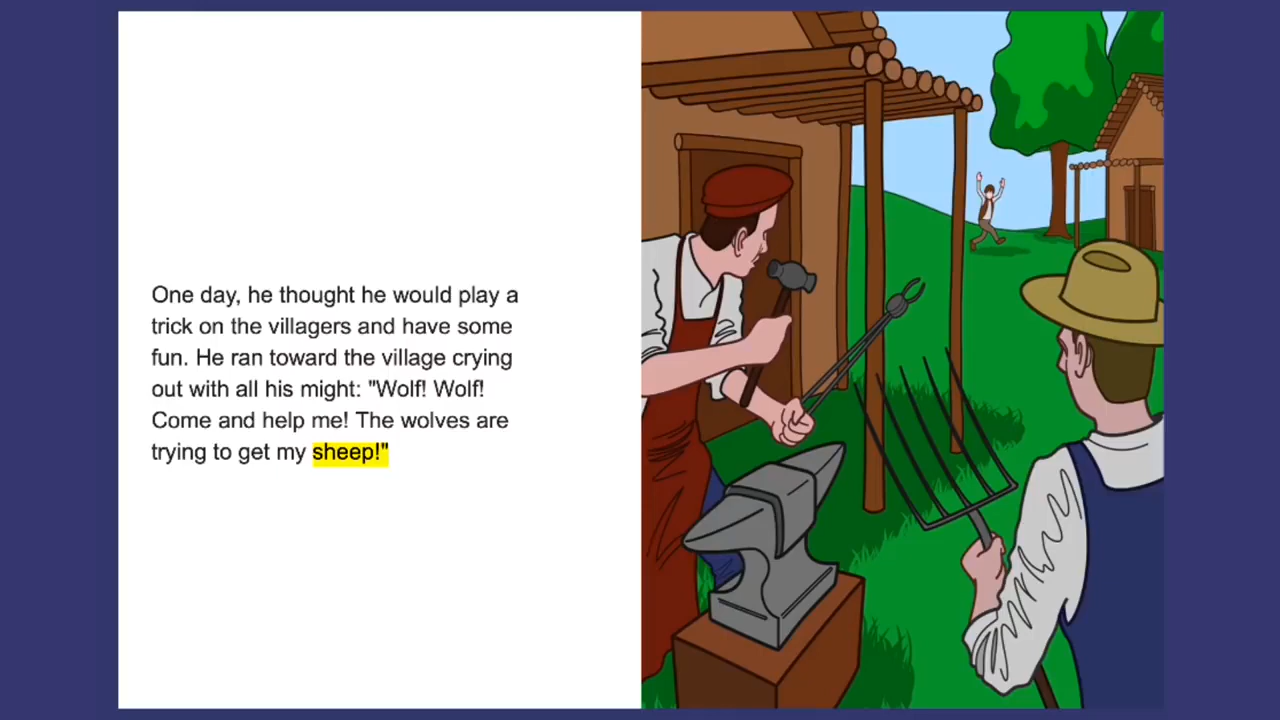 One day, he thought he would play a
trick on the villagers and have some
fun. He ran toward the village crying
out with all his might: "Wolf! Wolf!
Come and help me! The wolves are
trying to get my sheep!"